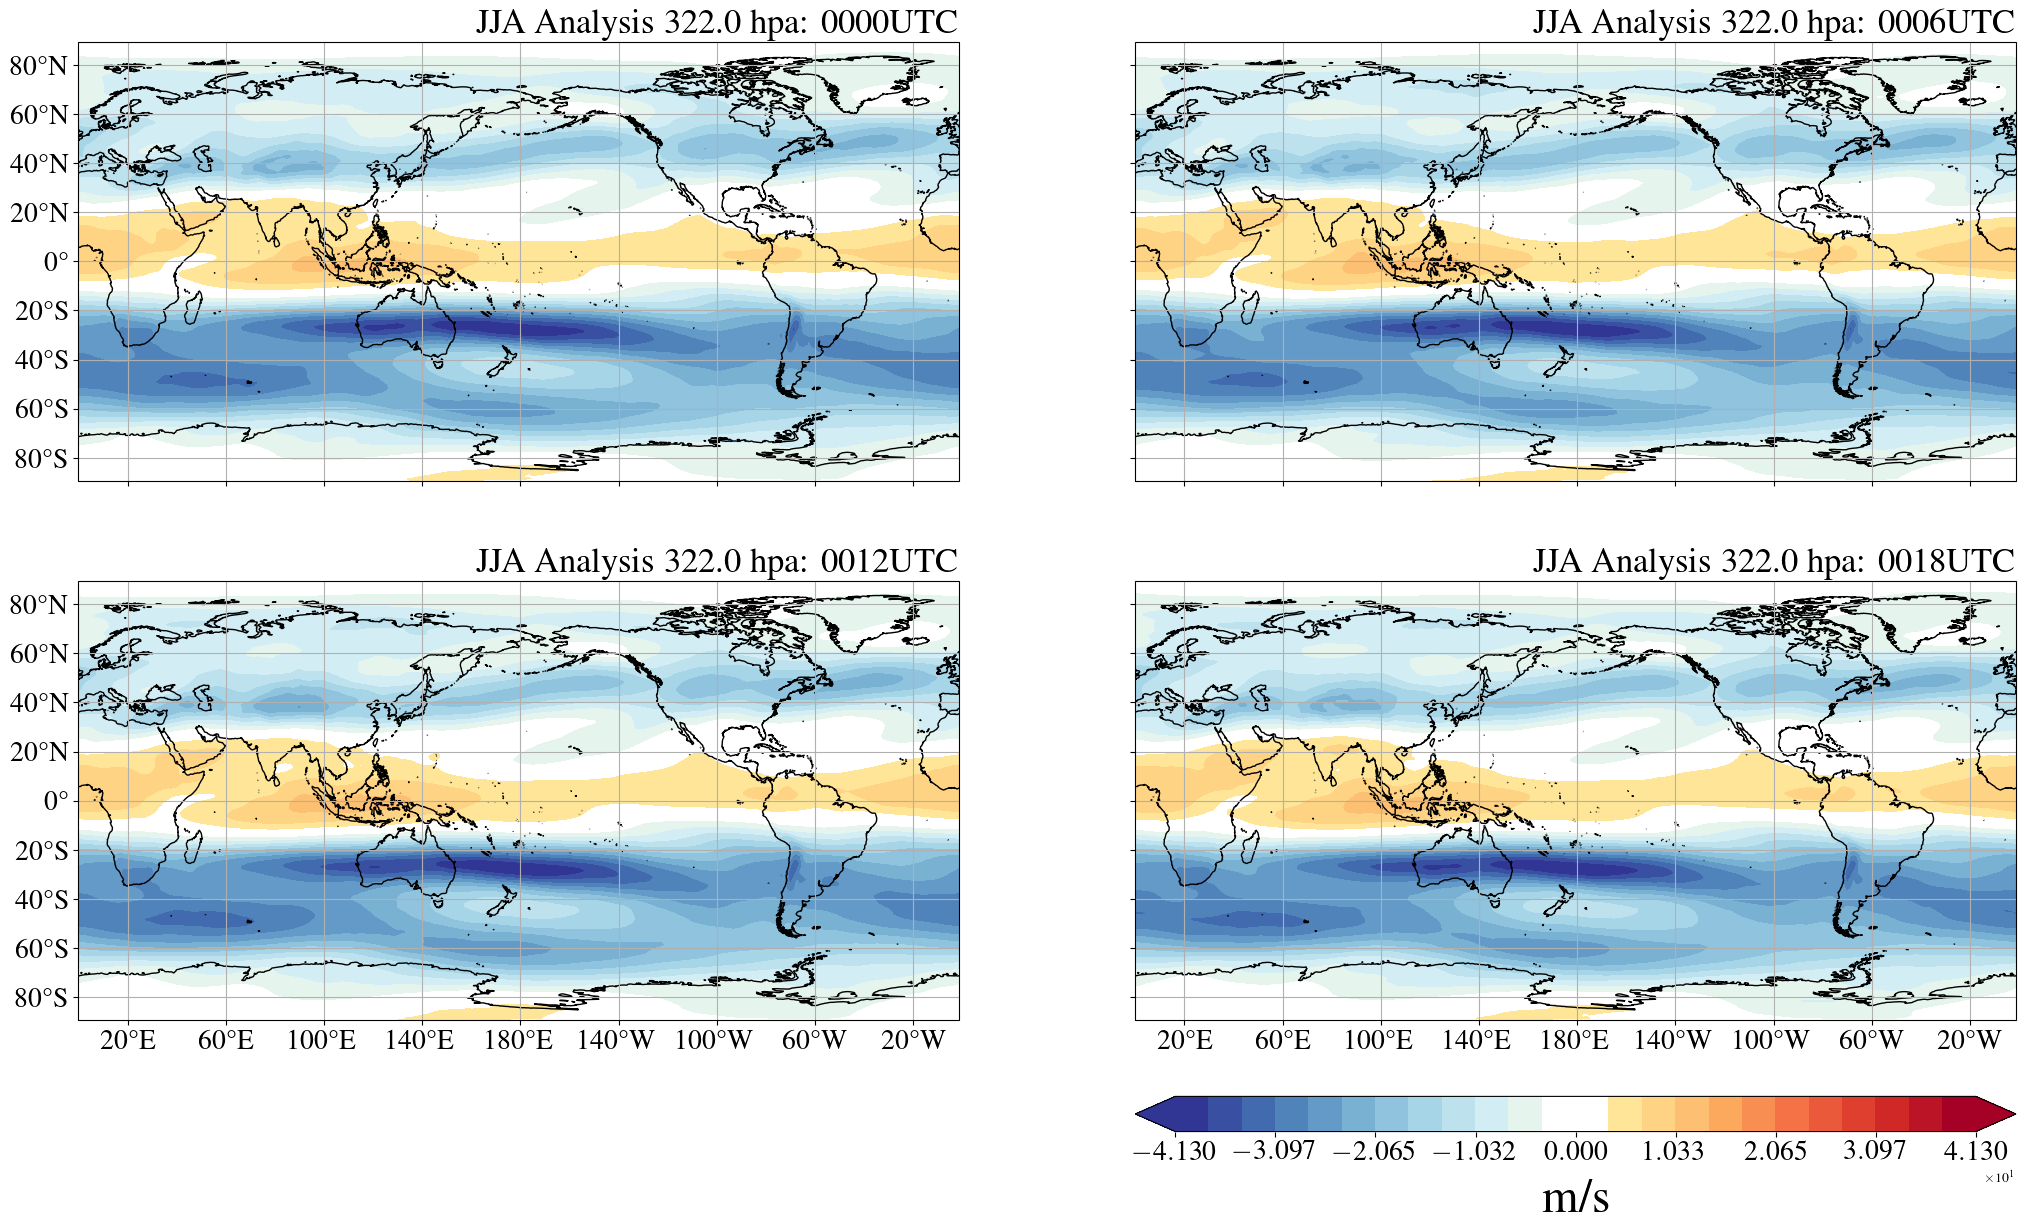 JJA Analysis 322.0 hpa: 0000UTC
JJA Analysis 322.0 hpa: 0006UTC
80°N
60°N
40°N
20°N
0°
20°S
40°S
60°S
80°S
JJA Analysis 322.0 hpa: 0012UTC
JJA Analysis 322.0 hpa: 0018UTC
80°N
60°N
40°N
20°N
0°
20°S
40°S
60°S
80°S
20°E 60°E 100°E 140°E 180°E 140°W 100°W 60°W 20°W
20°E 60°E 100°E 140°E 180°E 140°W 100°W 60°W 20°W
−4.130 −3.097 −2.065 −1.032 0.000 1.033 2.065 3.097 4.130
×10¹
m/s